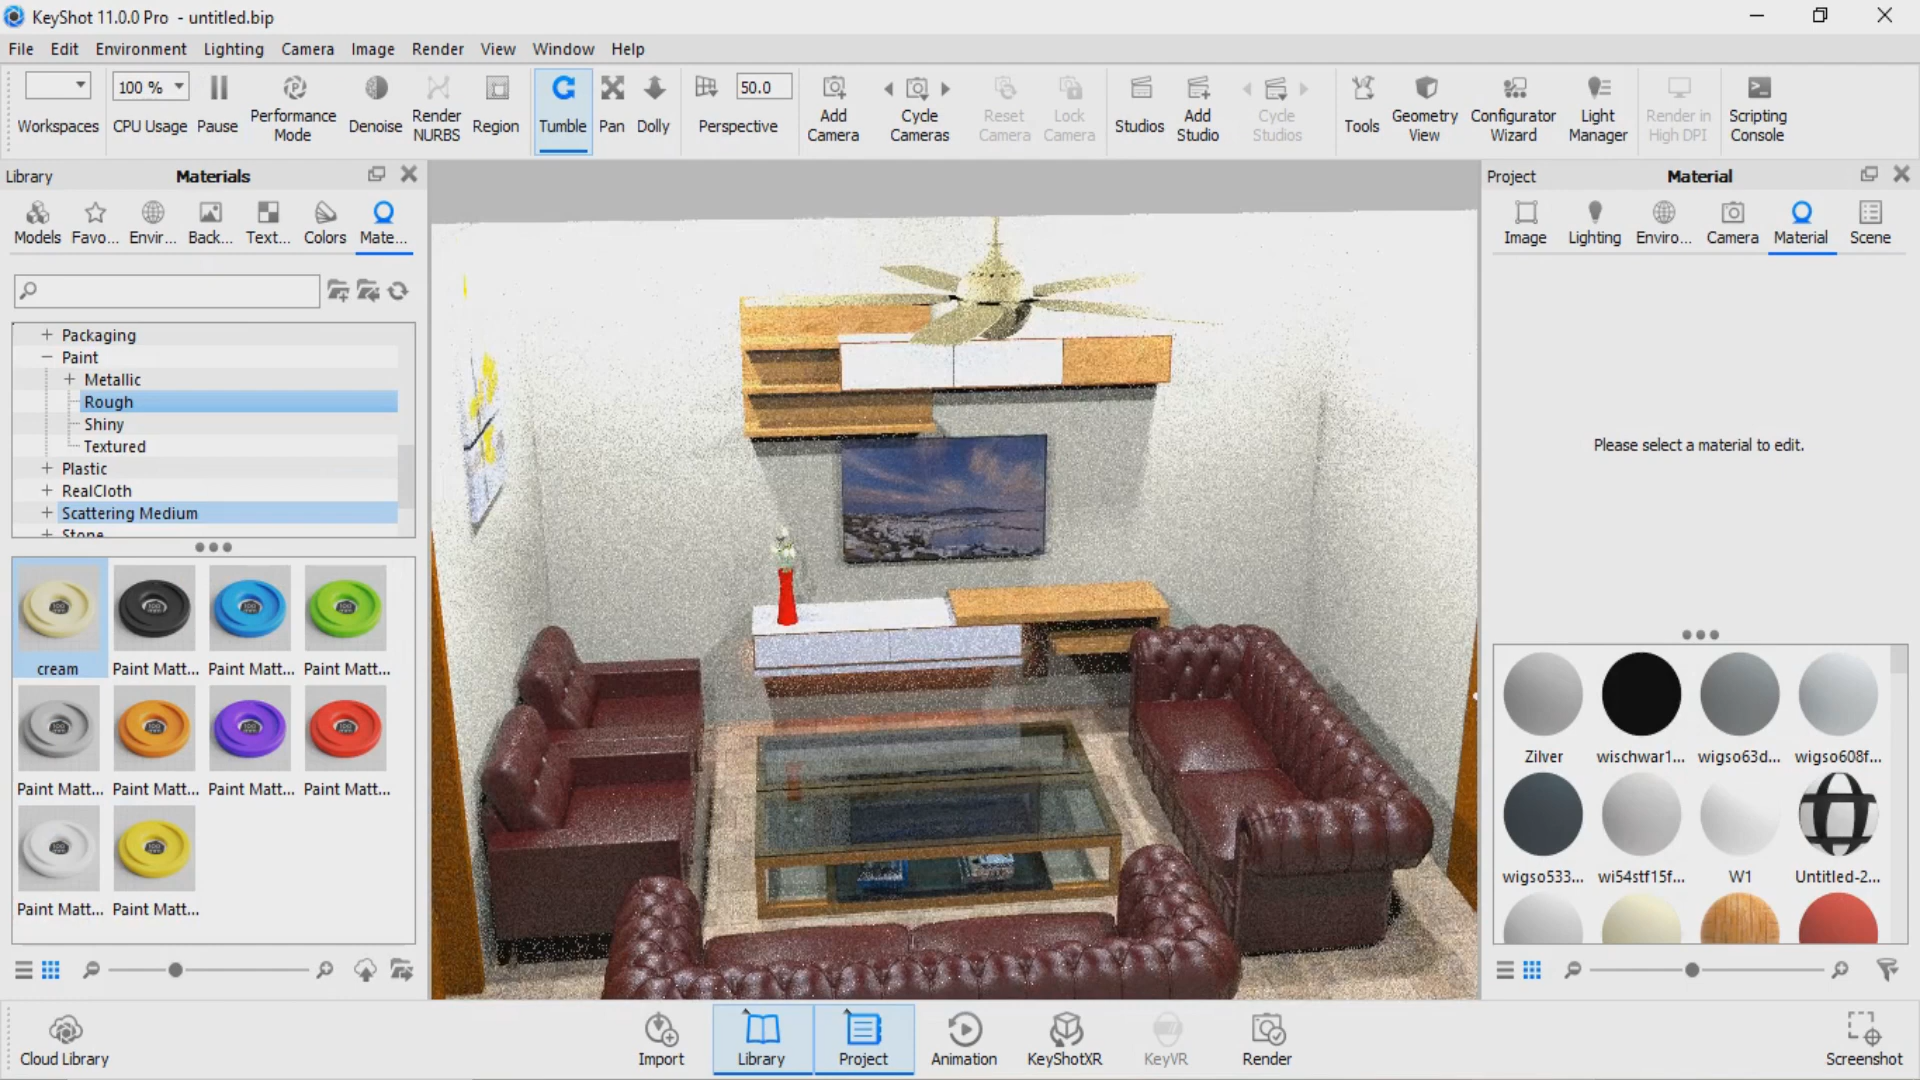 KeyShot 11.0.0 Pro - untitled.bip
File Edit Environment Lighting Camera Image Render View Window Help
Workspaces
100 %
CPU Usage
Pause
Performance Mode
Denoise
Render NURBS
Region
Tumble
Pan
Dolly
50.0
Perspective
Add Camera
Cycle Cameras
Reset Camera
Lock Camera
Studios
Add Studio
Cycle Studios
Tools
Geometry View
Configurator Wizard
Light Manager
Render in High DPI
Scripting Console
Library Materials
Models Favo... Envir... Back... Text... Colors Mate...
Packaging
Paint
Metallic
Rough
Shiny
Textured
Plastic
RealCloth
Scattering Medium
Stone
cream Paint Matt... Paint Matt... Paint Matt...
Paint Matt... Paint Matt... Paint Matt... Paint Matt...
Paint Matt... Paint Matt...
Project Material
Image Lighting Enviro... Camera Material Scene
Please select a material to edit.
Zilver wischwar1... wigso63d... wigso608f...
wigso533... wi54stf15f... W1 Untitled-2...
Cloud Library Import Library Project Animation KeyShotXR KeyVR Render Screenshot